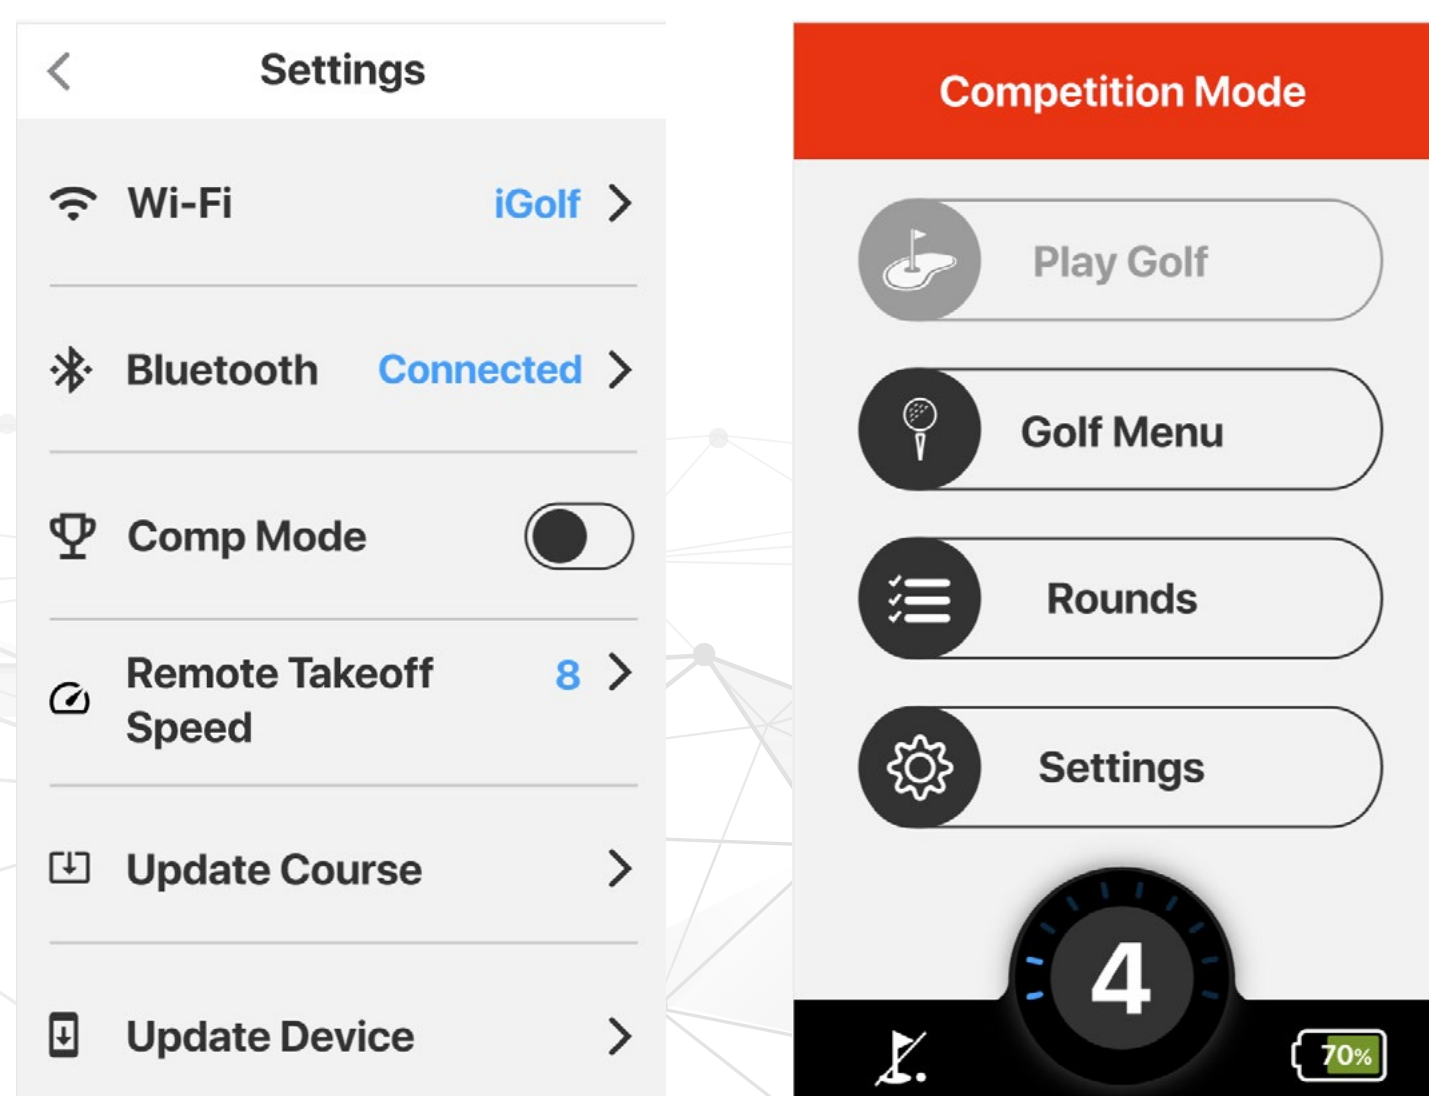 Settings
Wi-Fi iGolf
Bluetooth Connected
Comp Mode
Remote Takeoff 8
Speed
Update Course
Update Device
Competition Mode
Play Golf
Golf Menu
Rounds
Settings
4
70%